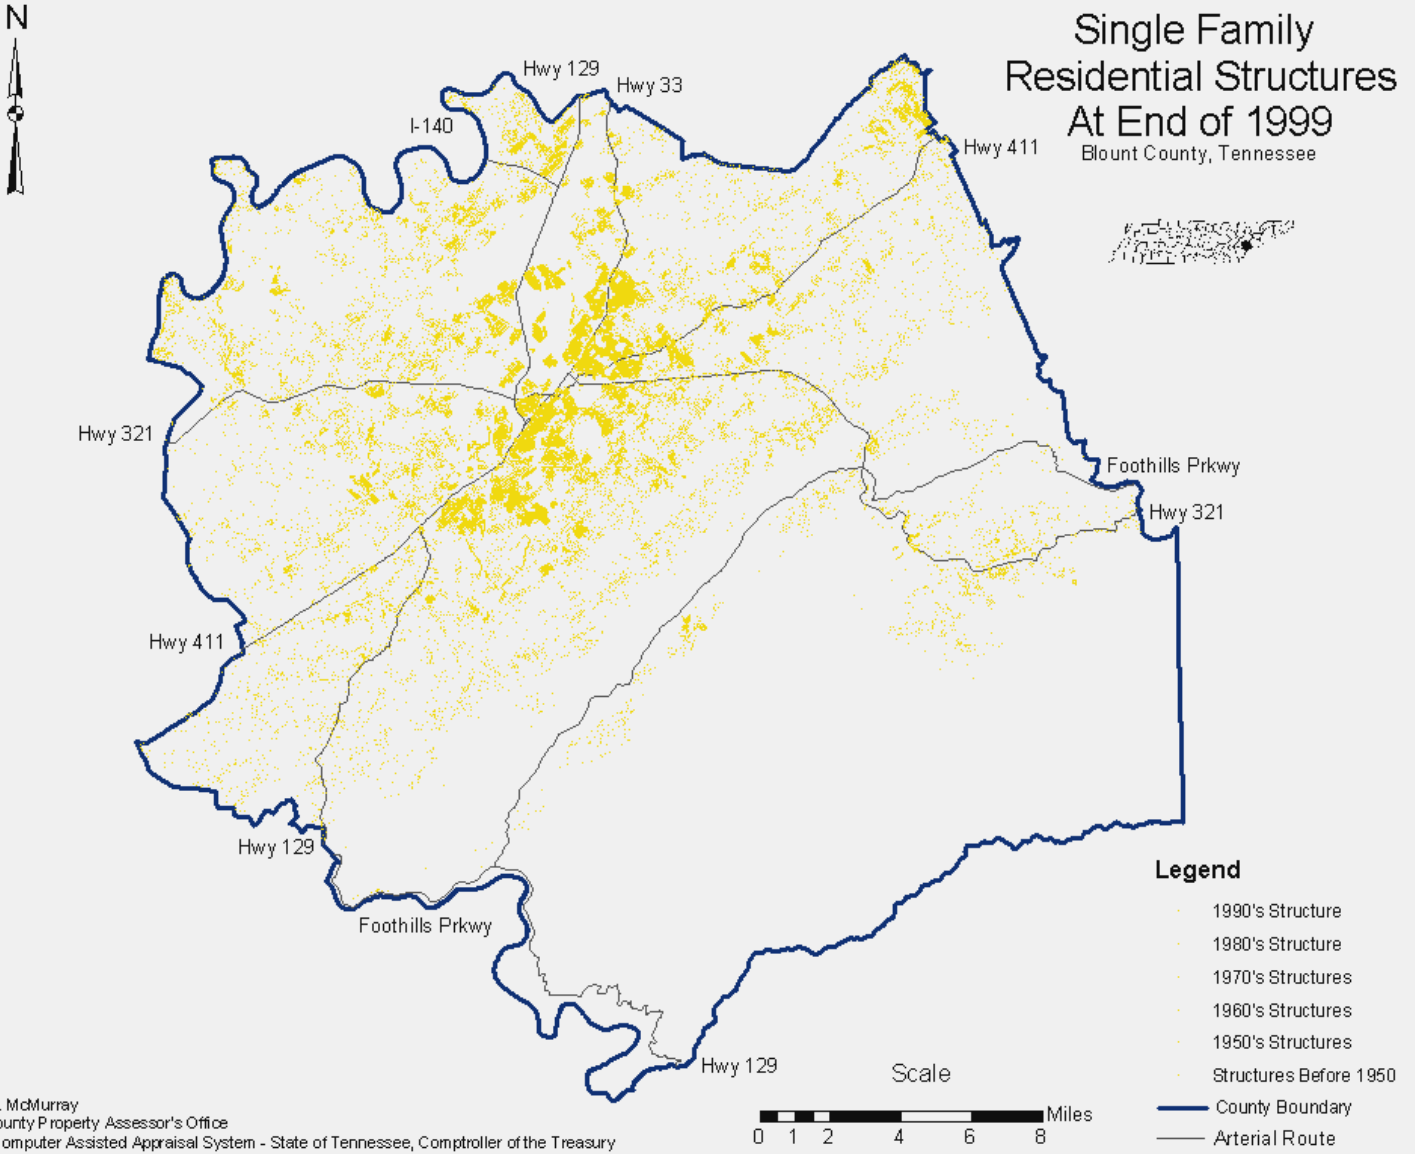 N
Single Family
Residential Structures
At End of 1999
Blount County, Tennessee
Hwy 129
Hwy 33
I-140
Hwy 411
Hwy 321
Foothills Prkwy
Hwy 321
Hwy 411
Hwy 129
Foothills Prkwy
Hwy 129
Legend
1990's Structure
1980's Structure
1970's Structures
1960's Structures
1950's Structures
Structures Before 1950
County Boundary
Arterial Route
Scale
Miles
0 1 2 4 6 8
. McMurray
ounty Property Assessor's Office
omputer Assisted Appraisal System - State of Tennessee, Comptroller of the Treasury